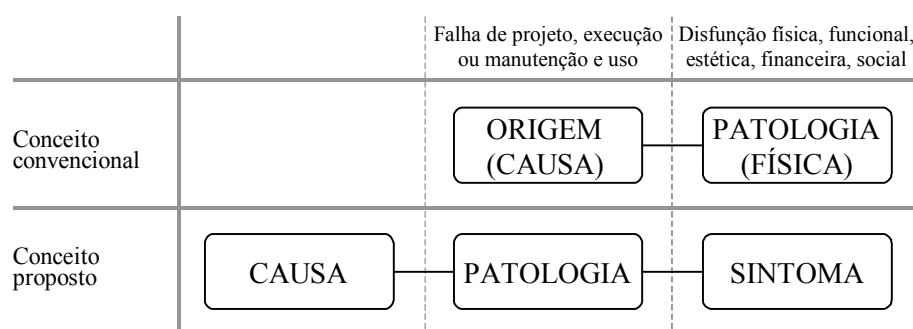 Falha de projeto, execução
ou manutenção e uso
Disfunção física, funcional,
estética, financeira, social
Conceito
convencional
ORIGEM
(CAUSA)
PATOLOGIA
(FÍSICA)
Conceito
proposto
CAUSA
PATOLOGIA
SINTOMA